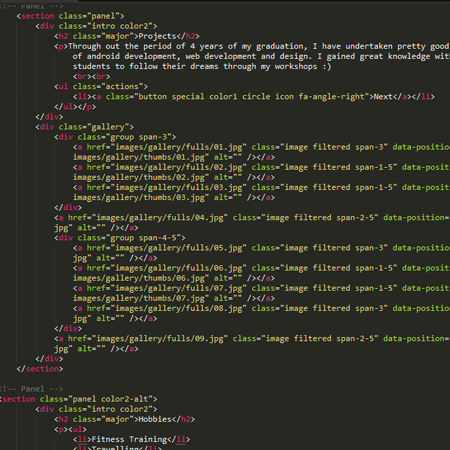 <!-- Panel -->
<section class="panel">
<div class="intro color2">
<h2 class="major">Projects</h2>
<p>Through out the period of 4 years of my graduation, I have undertaken pretty good
of android development, web development and design. I gained great knowledge
students to follow their dreams through my workshops :)
<br><br>
<ul class="actions">
<li><a class="button special color1 circle icon fa-angle-right">Next</a></li>
</ul></p>
</div>
<div class="gallery">
<div class="group span-3">
<a href="images/gallery/fulls/01.jpg" class="image filtered span-3" data-positio
images/gallery/thumbs/01.jpg" alt="" /></a>
<a href="images/gallery/fulls/02.jpg" class="image filtered span-1-5" data-posit
images/gallery/thumbs/02.jpg" alt="" /></a>
<a href="images/gallery/fulls/03.jpg" class="image filtered span-1-5" data-posit
images/gallery/thumbs/03.jpg" alt="" /></a>
</div>
<a href="images/gallery/fulls/04.jpg" class="image filtered span-2-5" data-position=
jpg" alt="" /></a>
<div class="group span-4-5">
<a href="images/gallery/fulls/05.jpg" class="image filtered span-3" data-positio
jpg" alt="" /></a>
<a href="images/gallery/fulls/06.jpg" class="image filtered span-1-5" data-posit
images/gallery/thumbs/06.jpg" alt="" /></a>
<a href="images/gallery/fulls/07.jpg" class="image filtered span-1-5" data-posit
images/gallery/thumbs/07.jpg" alt="" /></a>
<a href="images/gallery/fulls/08.jpg" class="image filtered span-3" data-positio
jpg" alt="" /></a>
</div>
<a href="images/gallery/fulls/09.jpg" class="image filtered span-2-5" data-position=
jpg" alt="" /></a>
</div>
</section>
!-- Panel -->
<section class="panel color2-alt">
<div class="intro color2">
<h2 class="major">Hobbies</h2>
<p><ul>
<li>Fitness Training</li>
<li>Travelling</li>